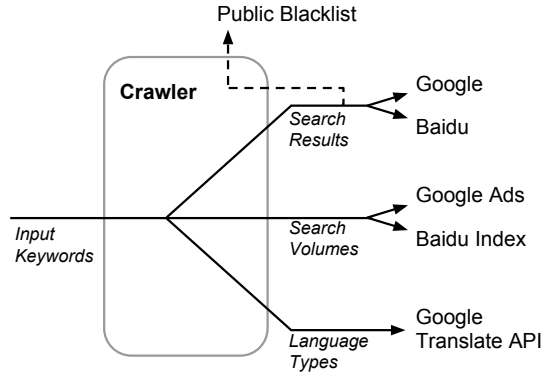 Public Blacklist
Crawler
Google
Search
Results
Baidu
Google Ads
Input
Keywords
Search
Volumes
Baidu Index
Google
Translate API
Language
Types